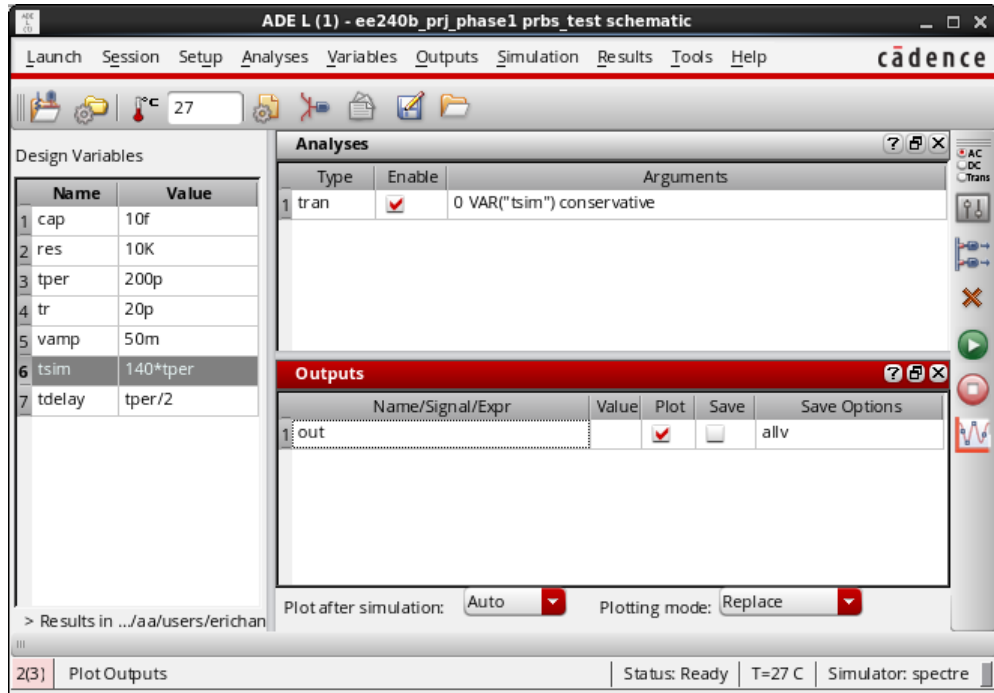 ADE L (1) - ee240b_prj_phase1 prbs_test schematic
Launch Session Setup Analyses Variables Outputs Simulation Results Tools Help cādence
°C 27
Design Variables
Name Value
1 cap 10f
2 res 10K
3 tper 200p
4 tr 20p
5 vamp 50m
6 tsim 140*tper
7 tdelay tper/2
> Results in .../aa/users/erichan
Analyses
Type Enable Arguments
1 tran 0 VAR("tsim") conservative
Outputs
Name/Signal/Expr Value Plot Save Save Options
1 out allv
Plot after simulation: Auto Plotting mode: Replace
AC
DC
Trans
2(3) Plot Outputs Status: Ready T=27 C Simulator: spectre